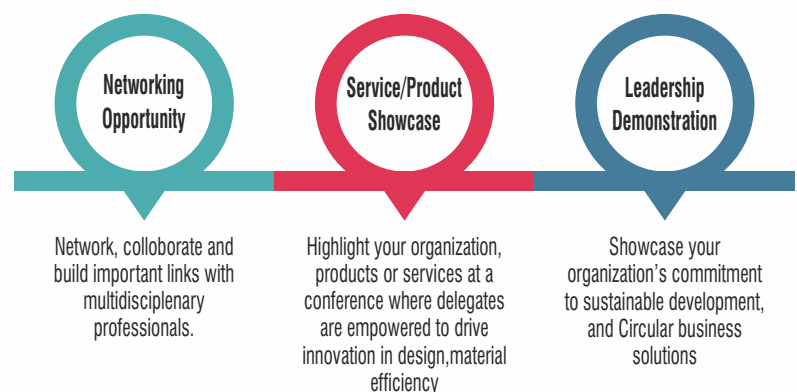 Networking
Opportunity
Network, colloborate and
build important links with
multidisciplenary
professionals.
Service/Product
Showcase
Highlight your organization,
products or services at a
conference where delegates
are empowered to drive
innovation in design,material
efficiency
Leadership
Demonstration
Showcase your
organization's commitment
to sustainable development,
and Circular business
solutions